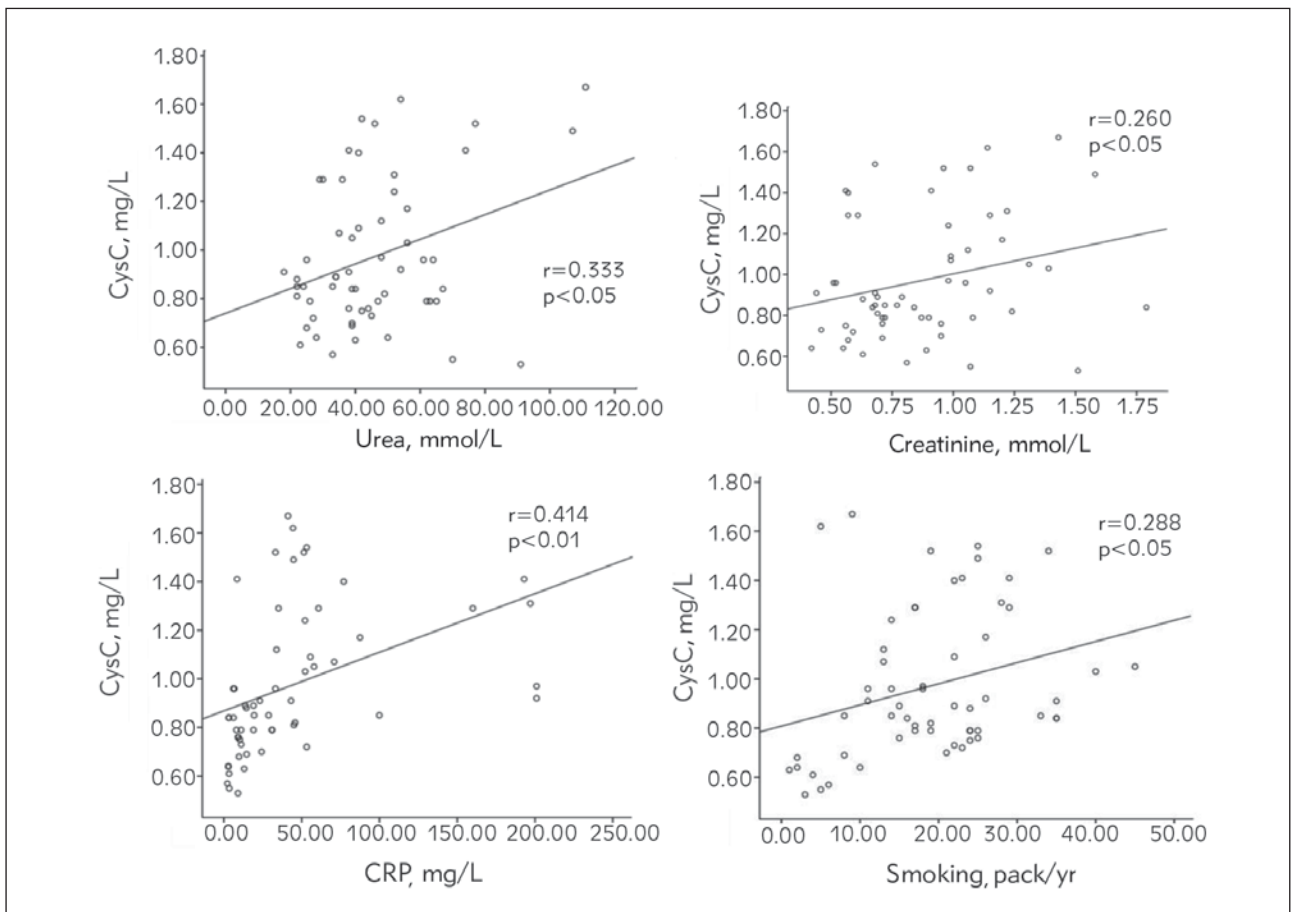 1.80
1.60
1.40
1.20
1.00
0.80
0.60
CysC, mg/L
r=0.333
p<0.05
0.00 20.00 40.00 60.00 80.00 100.00 120.00
Urea, mmol/L
1.80
1.60
1.40
1.20
1.00
0.80
0.60
CysC, mg/L
r=0.260
p<0.05
0.50 0.75 1.00 1.25 1.50 1.75
Creatinine, mmol/L
1.80
1.60
1.40
1.20
1.00
0.80
0.60
CysC, mg/L
r=0.414
p<0.01
0.00 50.00 100.00 150.00 200.00 250.00
CRP, mg/L
1.80
1.60
1.40
1.20
1.00
0.80
0.60
CysC, mg/L
r=0.288
p<0.05
0.00 10.00 20.00 30.00 40.00 50.00
Smoking, pack/yr